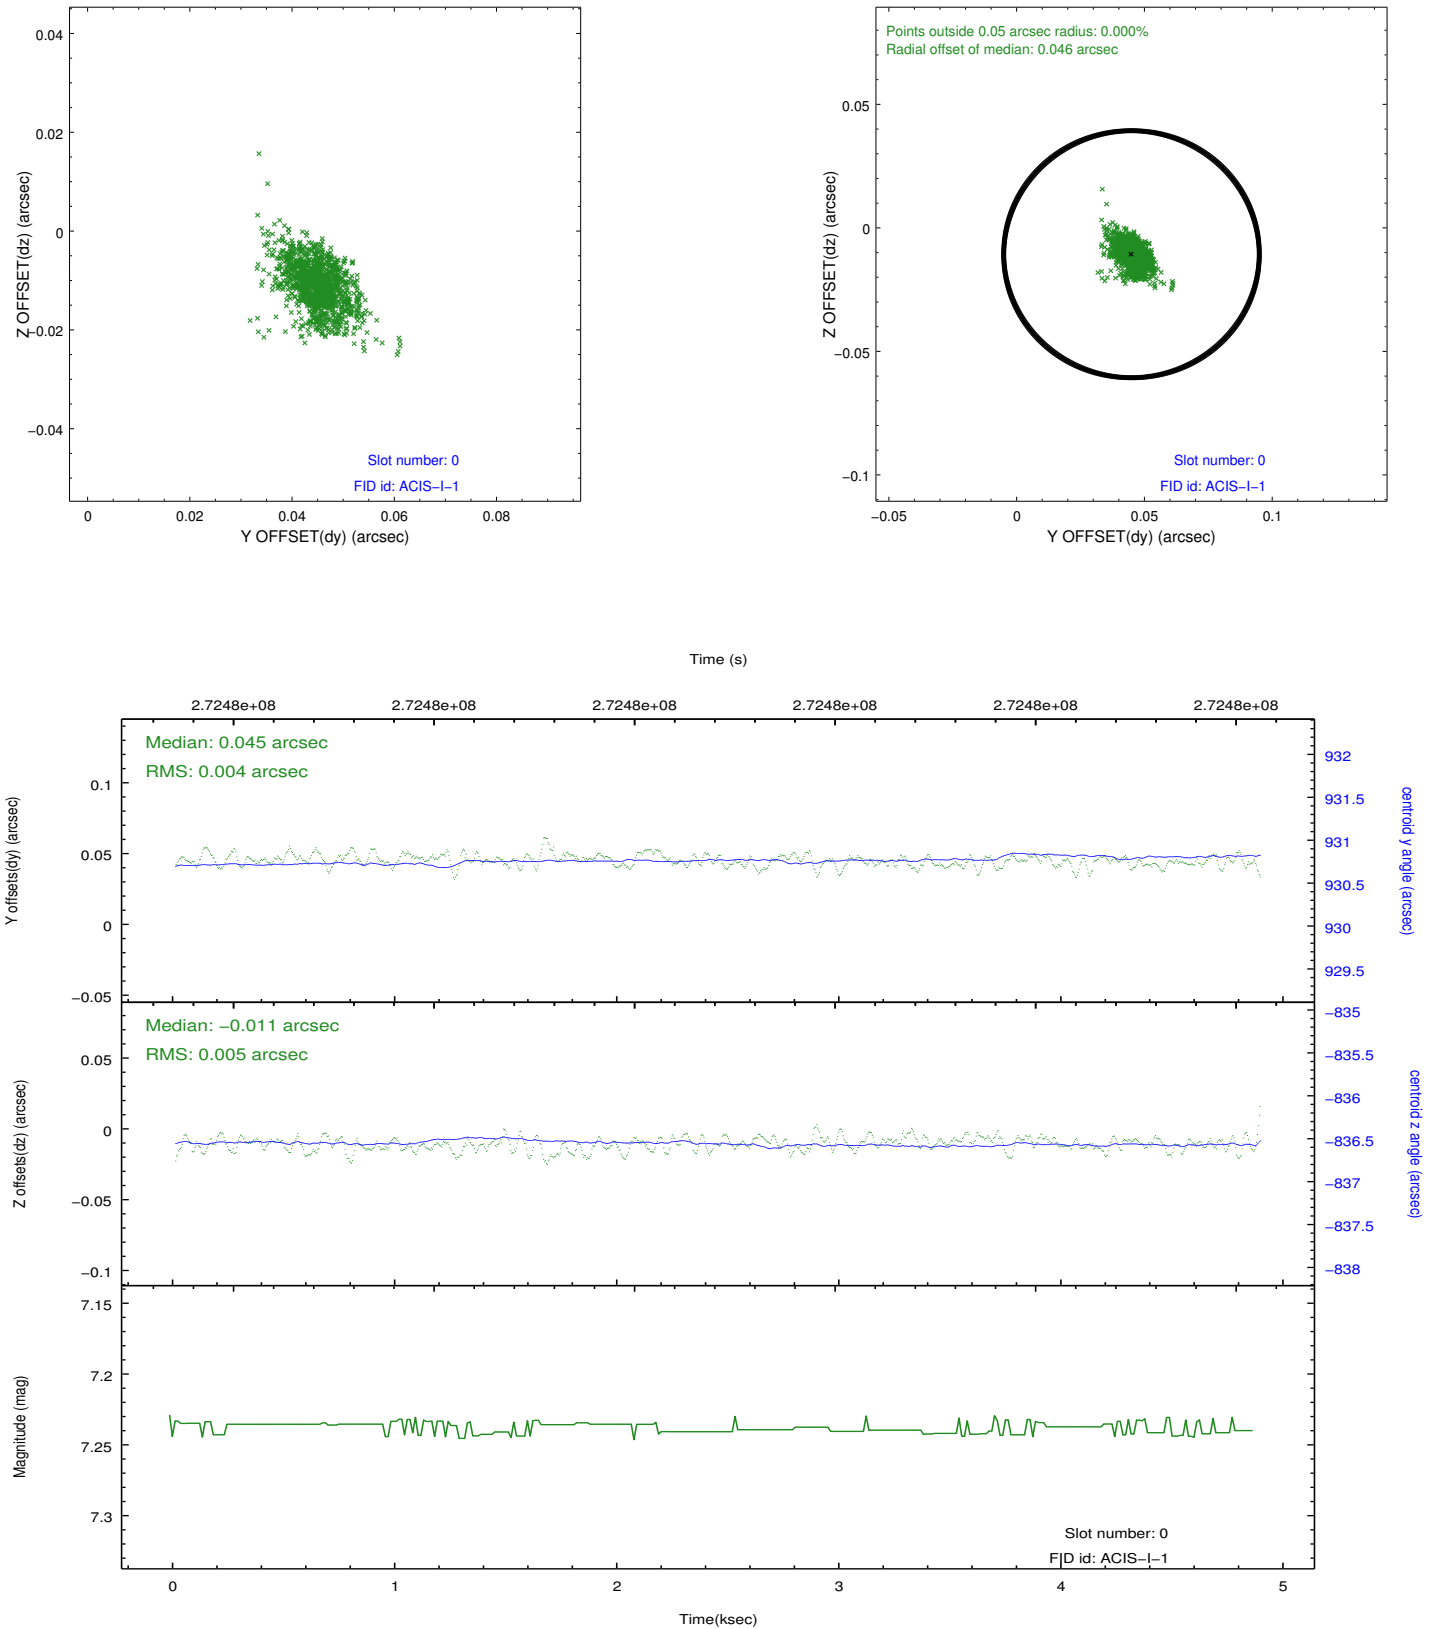 0.04
0.02
0
−0.02
−0.04
Z OFFSET(dz) (arcsec)
Slot number: 0
FID id: ACIS−I−1
0
0.02
0.04
0.06
0.08
Y OFFSET(dy) (arcsec)
Points outside 0.05 arcsec radius: 0.000%
Radial offset of median: 0.046 arcsec
0.05
0
−0.05
−0.1
Z OFFSET(dz) (arcsec)
Slot number: 0
FID id: ACIS−I−1
−0.05
0
0.05
0.1
Y OFFSET(dy) (arcsec)
Time (s)
2.7248e+08 2.7248e+08 2.7248e+08 2.7248e+08 2.7248e+08 2.7248e+08
Median: 0.045 arcsec
RMS: 0.004 arcsec
0.1
0.05
0
−0.05
Y offsets(dy) (arcsec)
932
931.5
931
930.5
930
929.5
centroid y angle (arcsec)
Median: −0.011 arcsec
RMS: 0.005 arcsec
0.05
0
−0.05
−0.1
Z offsets(dz) (arcsec)
−835
−835.5
−836
−836.5
−837
−837.5
−838
centroid z angle (arcsec)
7.15
7.2
7.25
7.3
Magnitude (mag)
Slot number: 0
FID id: ACIS−I−1
0 1 2 3 4 5
Time(ksec)